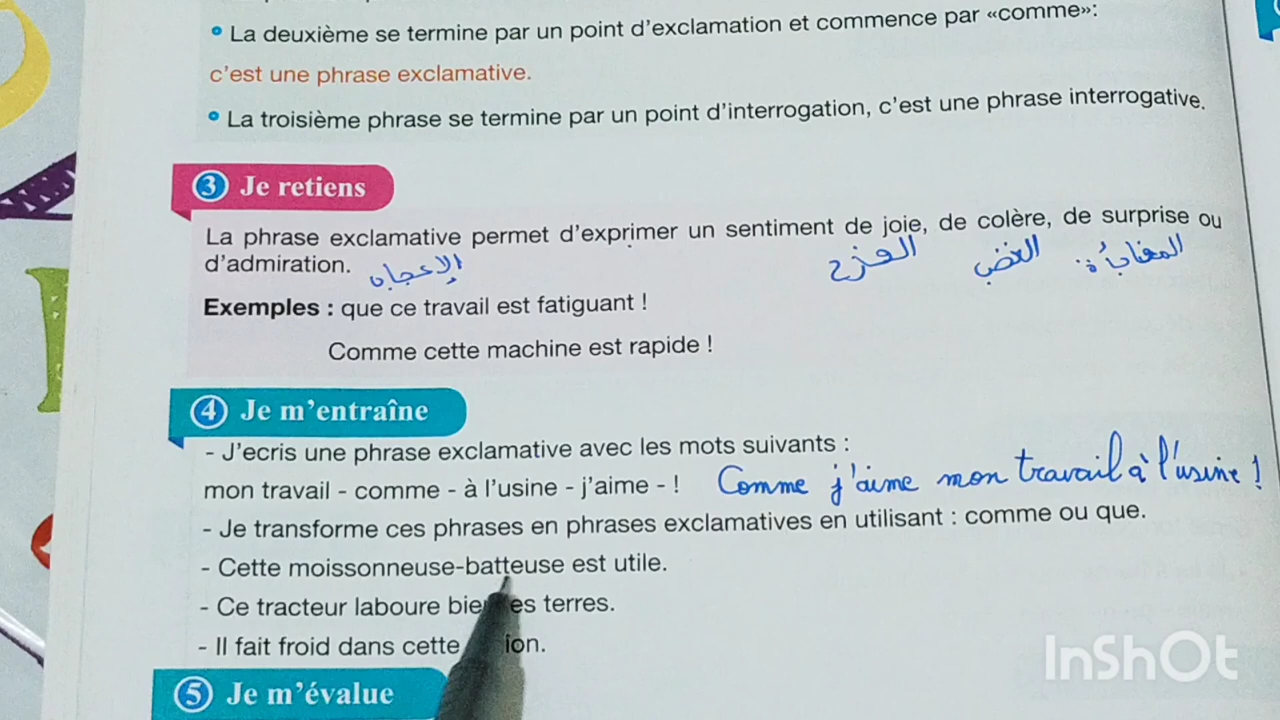 • La deuxième se termine par un point d'exclamation et commence par «comme»:
c'est une phrase exclamative.
• La troisième phrase se termine par un point d'interrogation, c'est une phrase interrogative.
3 Je retiens
La phrase exclamative permet d'exprimer un sentiment de joie, de colère, de surprise ou
d'admiration. الإعجاب الفرح الغضب المفاجأة
Exemples : que ce travail est fatiguant !
Comme cette machine est rapide !
4 Je m'entraîne
- J'ecris une phrase exclamative avec les mots suivants :
mon travail - comme - à l'usine - j'aime - ! Comme j'aime mon travail à l'usine !
- Je transforme ces phrases en phrases exclamatives en utilisant : comme ou que.
- Cette moissonneuse-batteuse est utile.
- Ce tracteur laboure es terres.
- Il fait froid dans cette ion.
5 Je m'évalue
InShOt